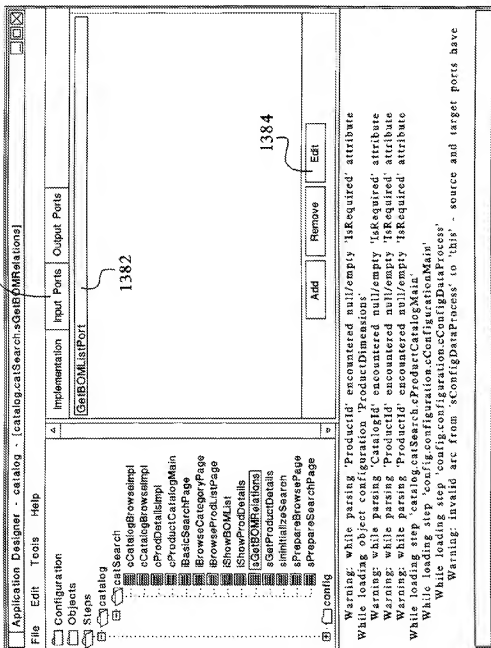 Application Designer - catalog - [catalog.catSearch.sGetBOMRelations]
File Edit Tools Help
Configuration
Objects
Steps
catalog
catSearch
cCatalogBrowseImpl
cCatalogBrowseImpl
cProdDetailsImpl
cProductCatalogMain
iBasicSearchPage
iBrowseCategoryPage
iBrowseProdListPage
iShowBOMList
iShowProdDetails
sGetBOMRelations
sGetProductDetails
sInitializeSearch
sPrepareBrowsePage
sPrepareSearchPage
config
Implementation Input Ports Output Ports
GetBOMListPort
1382
1384
Add Remove Edit
Warning: while parsing 'ProductId' encountered null/empty 'IsRequired' attribute
While loading object configuration 'ProductDimensions'
Warning: while parsing 'CatalogId' encountered null/empty 'IsRequired' attribute
Warning: while parsing 'ProductId' encountered null/empty 'IsRequired' attribute
Warning: while parsing 'ProductId' encountered null/empty 'IsRequired' attribute
While loading step 'catalog.catSearch.cProductCatalogMain'
While loading step 'config.configuration.cConfigurationMain'
While loading step 'config.configuration.cConfigDataProcess'
Warning: invalid arc from 'sConfigDataProcess' to 'this' - source and target ports have